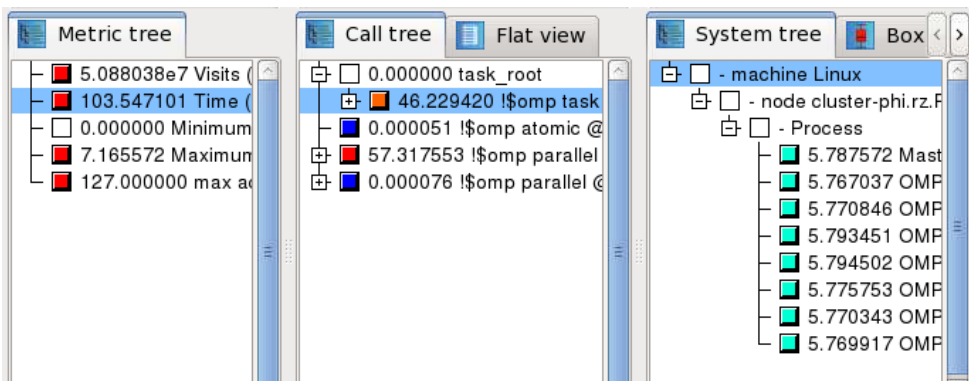 Metric tree
5.088038e7 Visits (
103.547101 Time (
0.000000 Minimum
7.165572 Maximum
127.000000 max a
Call tree
Flat view
0.000000 task_root
46.229420 !$omp task
0.000051 !$omp atomic @
57.317553 !$omp parallel
0.000076 !$omp parallel @
System tree
Box
- machine Linux
- node cluster-phi.rz.R
- Process
5.787572 Mast
5.767037 OMP
5.770846 OMP
5.793451 OMP
5.794502 OMP
5.775753 OMP
5.770343 OMP
5.769917 OMP